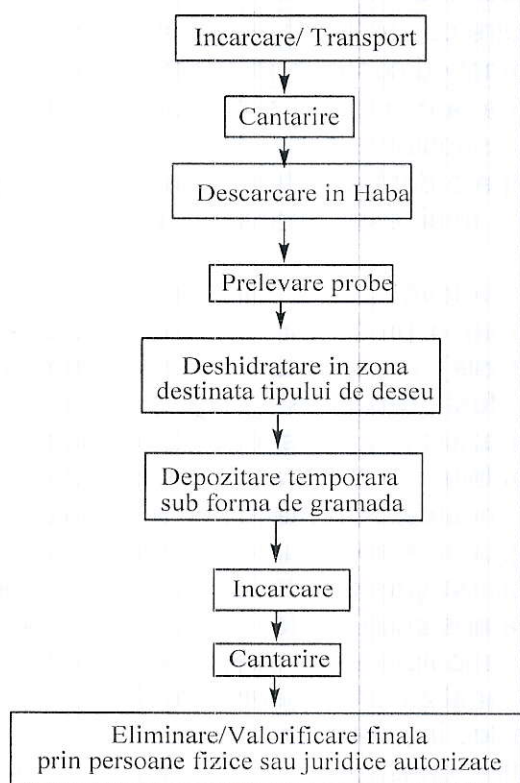 Incarcare/ Transport
Cantarire
Descarcare in Haba
Prelevare probe
Deshidratare in zona
destinata tipului de deseu
Depozitare temporara
sub forma de gramada
Incarcare
Cantarire
Eliminare/Valorificare finala
prin persoane fizice sau juridice autorizate